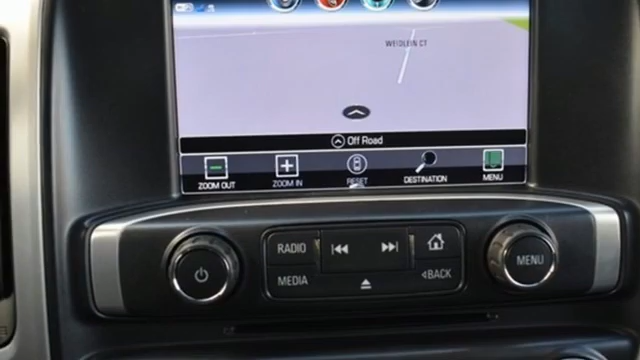 WEIDLEIN CT
Off Road
ZOOM OUT ZOOM IN RESET DESTINATION MENU
RADIO
MENU
MEDIA <BACK